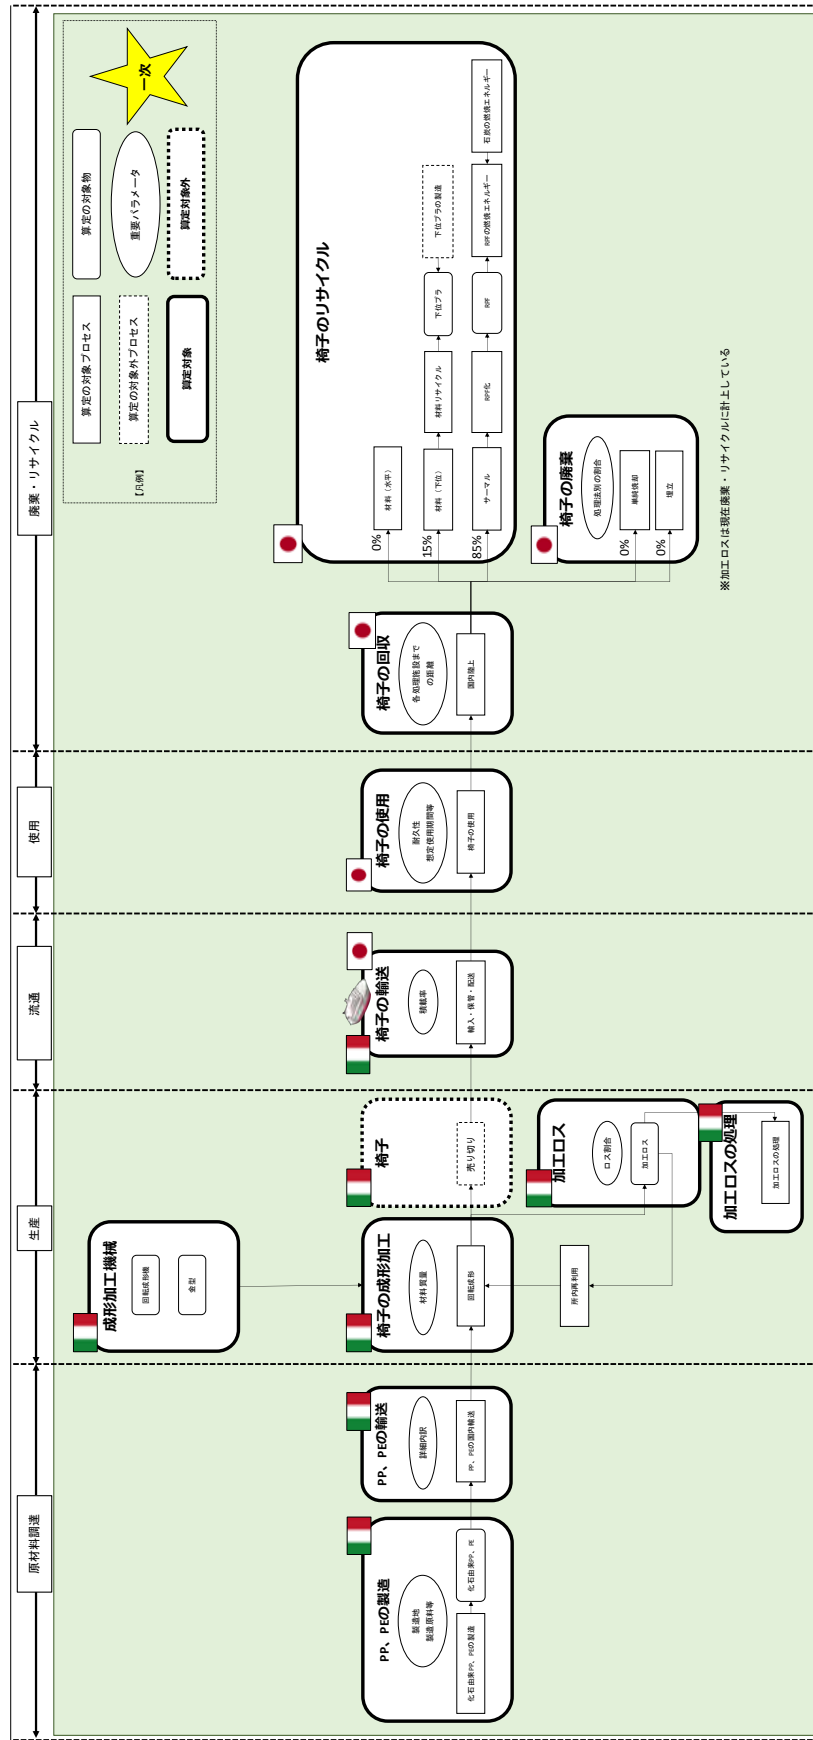 原材料調達
生産
流通
使用
廃棄・リサイクル
PP、PEの製造
製造地
製造原料等
化石由来PP、PEの製造
化石由来PP、PE
PP、PEの輸送
詳細内訳
PP、PEの国内輸送
成形加工機械
回転成形機
金型
椅子の成形加工
材料質量
回転成形
所内再利用
椅子
売り切り
加工ロス
ロス割合
加工ロス
加工ロスの処理
加工ロスの処理
椅子の輸送
積載率
輸入・保管・配送
椅子の使用
耐久性
想定使用期間等
椅子の使用
椅子の回収
各処理施設まで
の距離
国内陸上
椅子のリサイクル
0%
材料（水平）
15%
材料（下位）
材料リサイクル
下位プラ
下位プラの製造
85%
サーマル
RPF化
RPF
RPFの燃焼エネルギー
石炭の燃焼エネルギー
椅子の廃棄
処理法別の割合
0%
単純焼却
0%
埋立
※加工ロスは現在廃棄・リサイクルに計上している
【凡例】
算定の対象プロセス
算定の対象物
算定の対象外プロセス
重要パラメータ
一次
算定対象
算定対象外